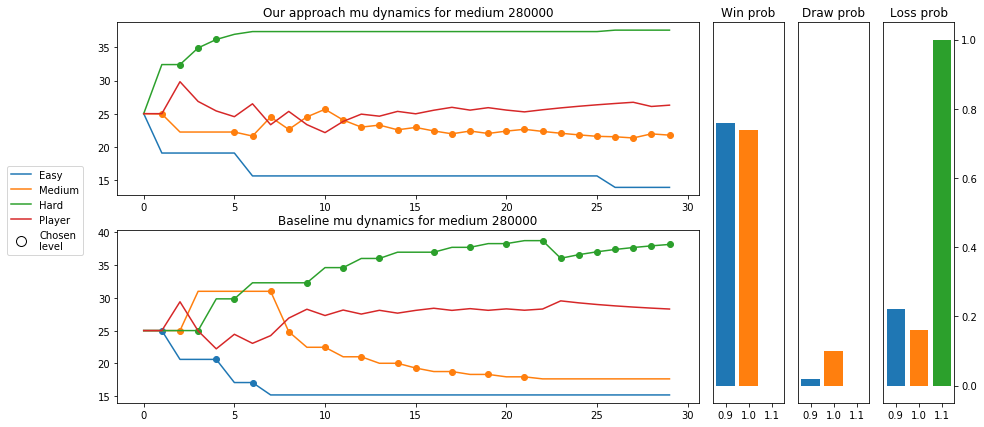 Our approach mu dynamics for medium 280000
35
30
25
20
15
0 5 10 15 20 25 30
Easy
Medium
Hard
Player
Chosen
level
Baseline mu dynamics for medium 280000
40
35
30
25
20
15
0 5 10 15 20 25 30
Win prob
0.9 1.0 1.1
Draw prob
0.9 1.0 1.1
Loss prob
0.9 1.0 1.1
1.0
0.8
0.6
0.4
0.2
0.0